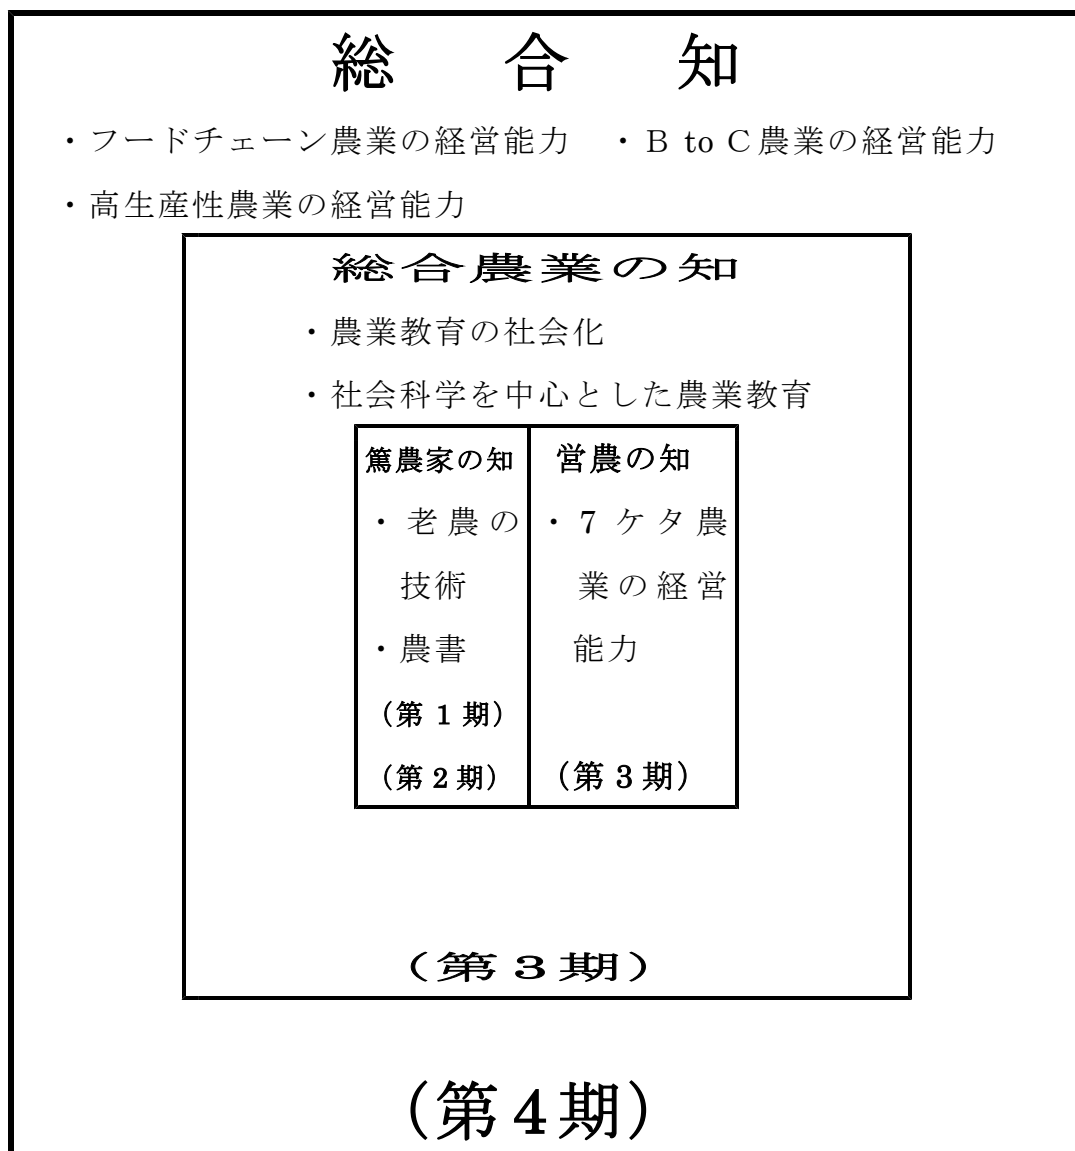 総合知
・フードチェーン農業の経営能力 ・B to C農業の経営能力
・高生産性農業の経営能力
総合農業の知
・農業教育の社会化
・社会科学を中心とした農業教育
篤農家の知
・老農の
技術
・農書
(第1期)
(第2期)
営農の知
・7ケタ農
業の経営
能力
(第3期)
(第3期)
(第4期)